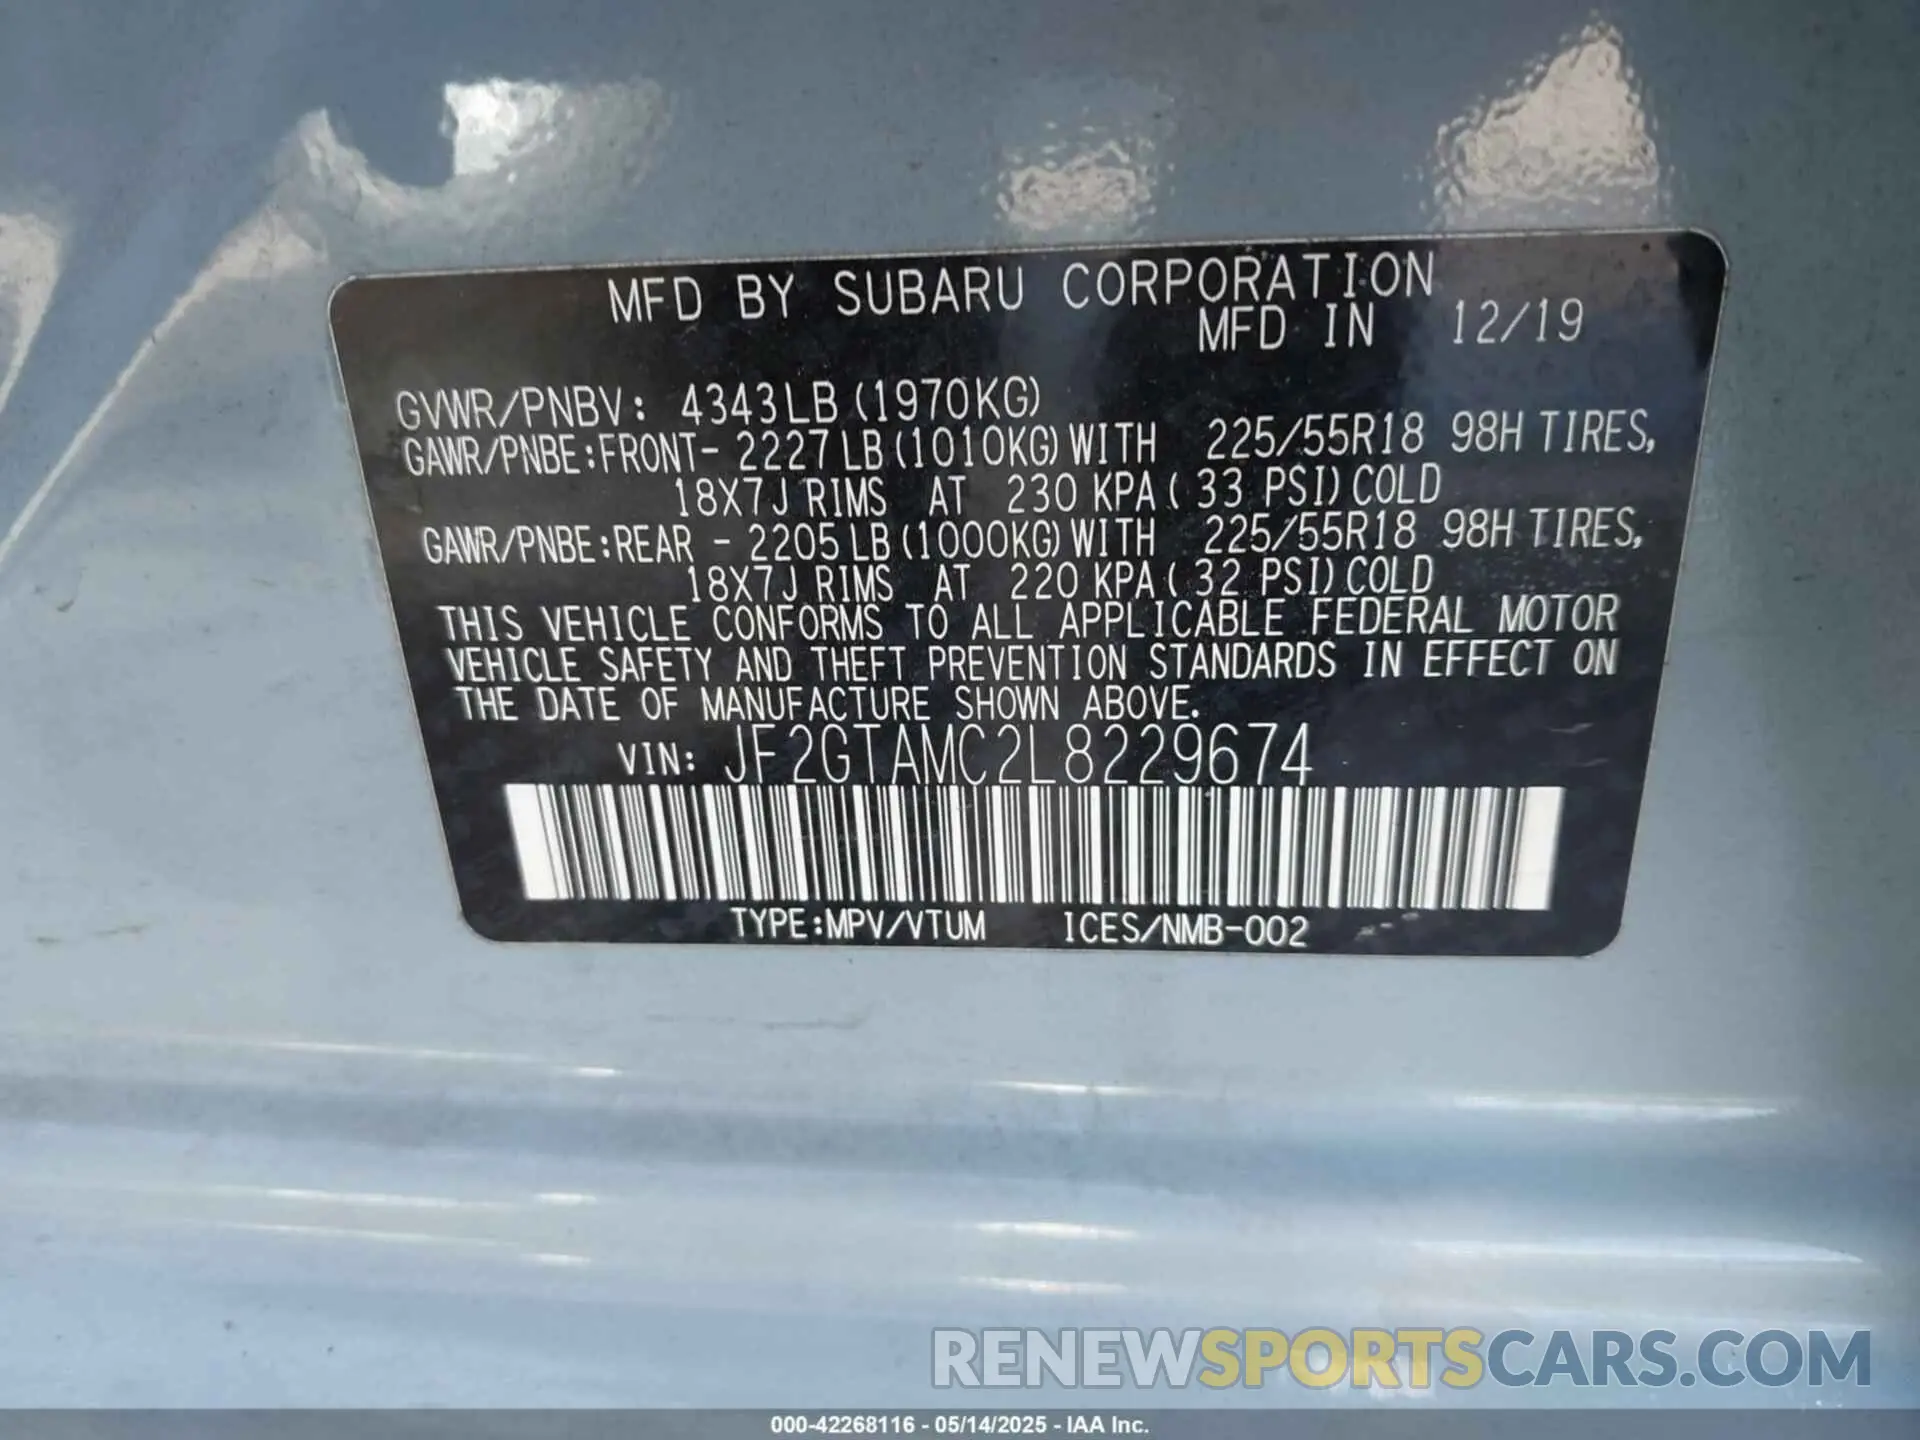 MFD BY SUBARU CORPORATION
MFD IN 12/19
GVWR/PNBV: 4343LB (1970KG)
GAWR/PNBE:FRONT- 2227 LB (1010KG) WITH 225/55R18 98H TIRES,
18X7J RIMS AT 230 KPA ( 33 PSI) COLD
GAWR/PNBE:REAR - 2205 LB (1000KG) WITH 225/55R18 98H TIRES,
18X7J RIMS AT 220 KPA ( 32 PSI) COLD
THIS VEHICLE CONFORMS TO ALL APPLICABLE FEDERAL MOTOR
VEHICLE SAFETY AND THEFT PREVENTION STANDARDS IN EFFECT ON
THE DATE OF MANUFACTURE SHOWN ABOVE.
VIN: JF2GTAMC2L8229674
TYPE:MPV/VTUM ICES/NMB-002
RENEWSPORTSCARS.COM
000-42268116 - 05/14/2025 - IAA Inc.